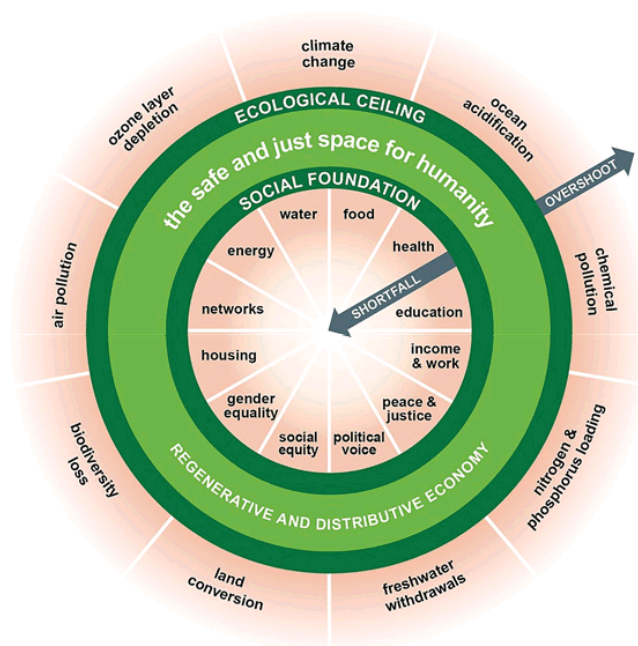 climate
change
ocean
acidification
chemical
pollution
nitrogen &
phosphorus loading
freshwater
withdrawals
land
conversion
biodiversity
loss
air pollution
ozone layer
depletion
ECOLOGICAL CEILING
the safe and just space for humanity
SOCIAL FOUNDATION
OVERSHOOT
SHORTFALL
water
food
health
education
income
& work
peace &
justice
political
voice
social
equity
gender
equality
housing
networks
energy
REGENERATIVE AND DISTRIBUTIVE ECONOMY